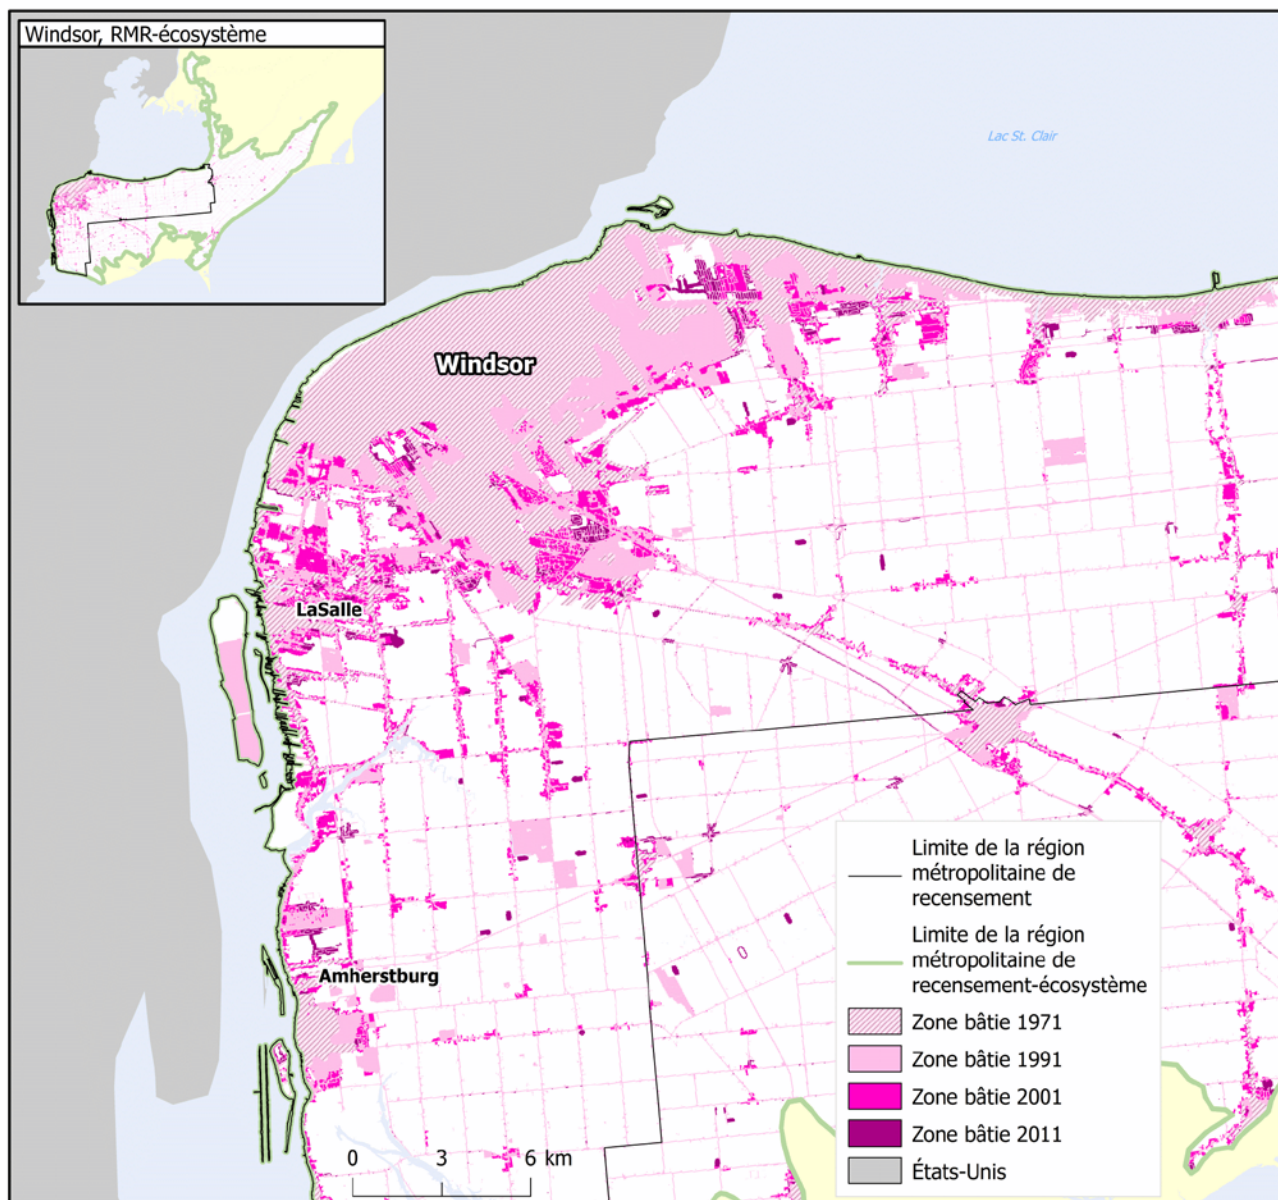 Windsor, RMR-écosystème
Lac St. Clair
Windsor
LaSalle
Amherstburg
Limite de la région
métropolitaine de
recensement
Limite de la région
métropolitaine de
recensement-écosystème
Zone bâtie 1971
Zone bâtie 1991
Zone bâtie 2001
Zone bâtie 2011
États-Unis
0 3 6 km